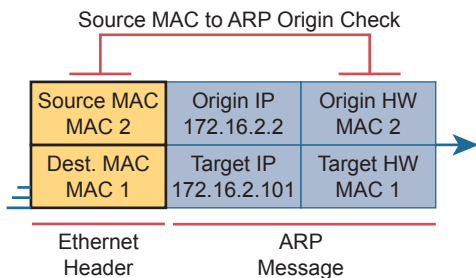 Source MAC to ARP Origin Check
Source MAC
MAC 2
Origin IP
172.16.2.2
Origin HW
MAC 2
Dest. MAC
MAC 1
Target IP
172.16.2.101
Target HW
MAC 1
Ethernet
Header
ARP
Message